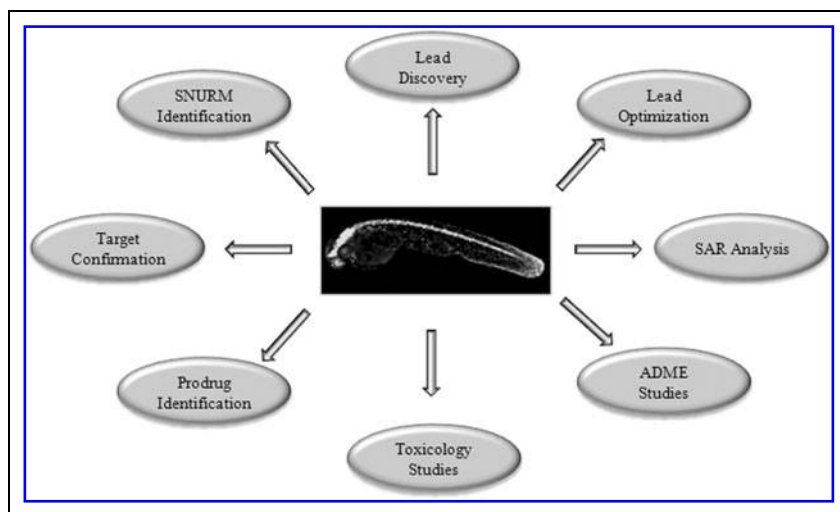 Lead
Discovery
Lead
Optimization
SAR Analysis
ADME
Studies
Toxicology
Studies
Prodrug
Identification
Target
Confirmation
SNURM
Identification